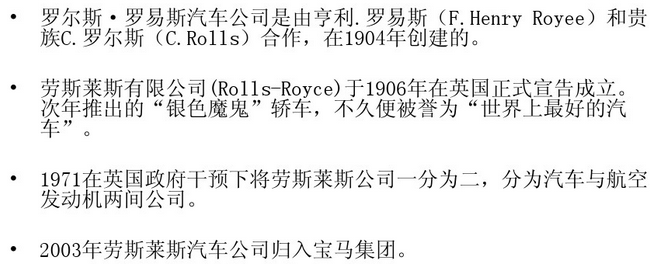 • 罗尔斯·罗易斯汽车公司是由亨利.罗易斯（F.Henry Royee）和贵
族C.罗尔斯（C.Rolls）合作，在1904年创建的。
• 劳斯莱斯有限公司(Rolls-Royce)于1906年在英国正式宣告成立。
次年推出的“银色魔鬼”轿车，不久便被誉为“世界上最好的汽
车”。
• 1971在英国政府干预下将劳斯莱斯公司一分为二，分为汽车与航空
发动机两间公司。
• 2003年劳斯莱斯汽车公司归入宝马集团。